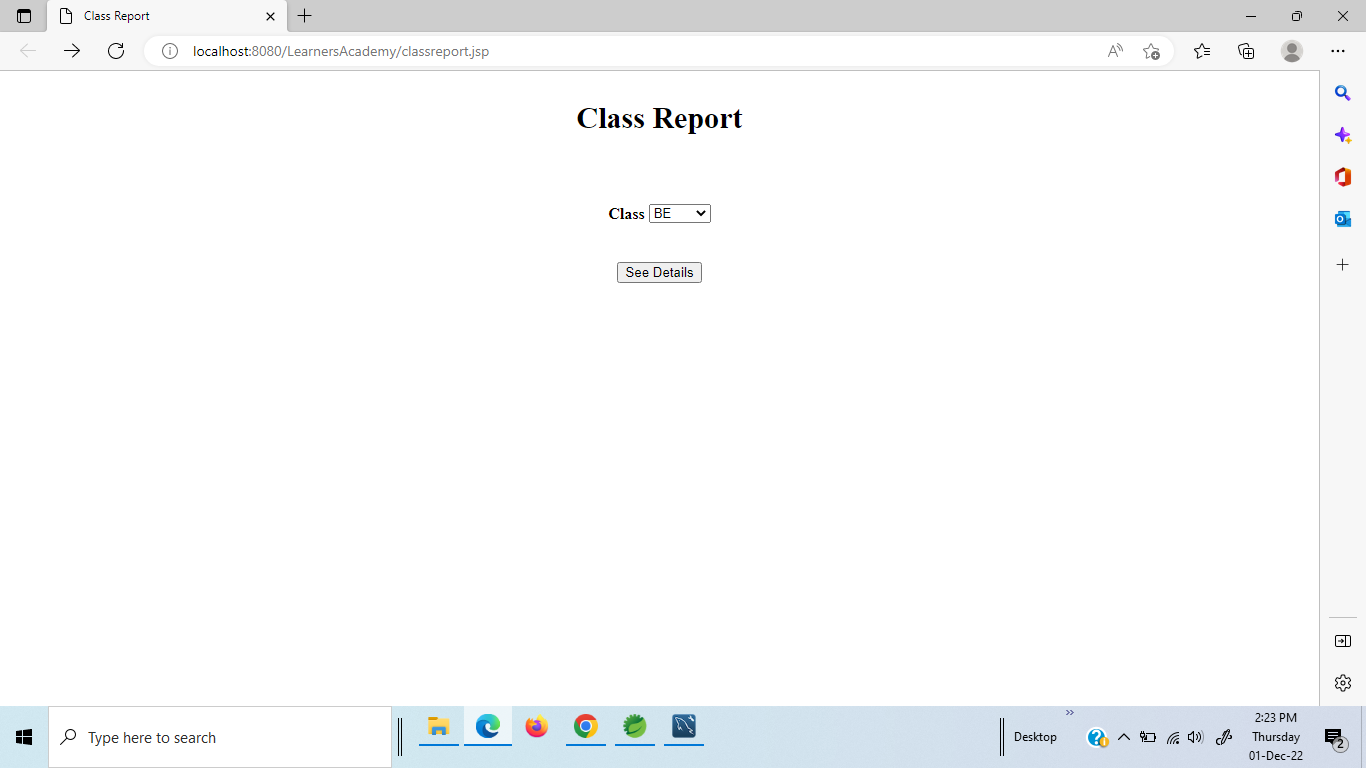 Class Report
localhost:8080/LearnersAcademy/classreport.jsp
Class Report
Class BE
See Details
Type here to search
Desktop
2:23 PM
Thursday
01-Dec-22
2